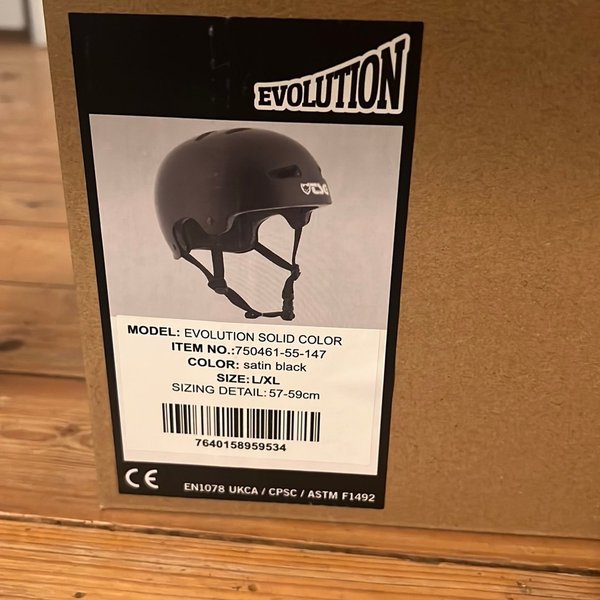 EVOLUTION
TSG
MODEL: EVOLUTION SOLID COLOR
ITEM NO.:750461-55-147
COLOR: satin black
SIZE: L/XL
SIZING DETAIL: 57-59cm
7640158959534
CE
EN1078 UKCA / CPSC / ASTM F1492